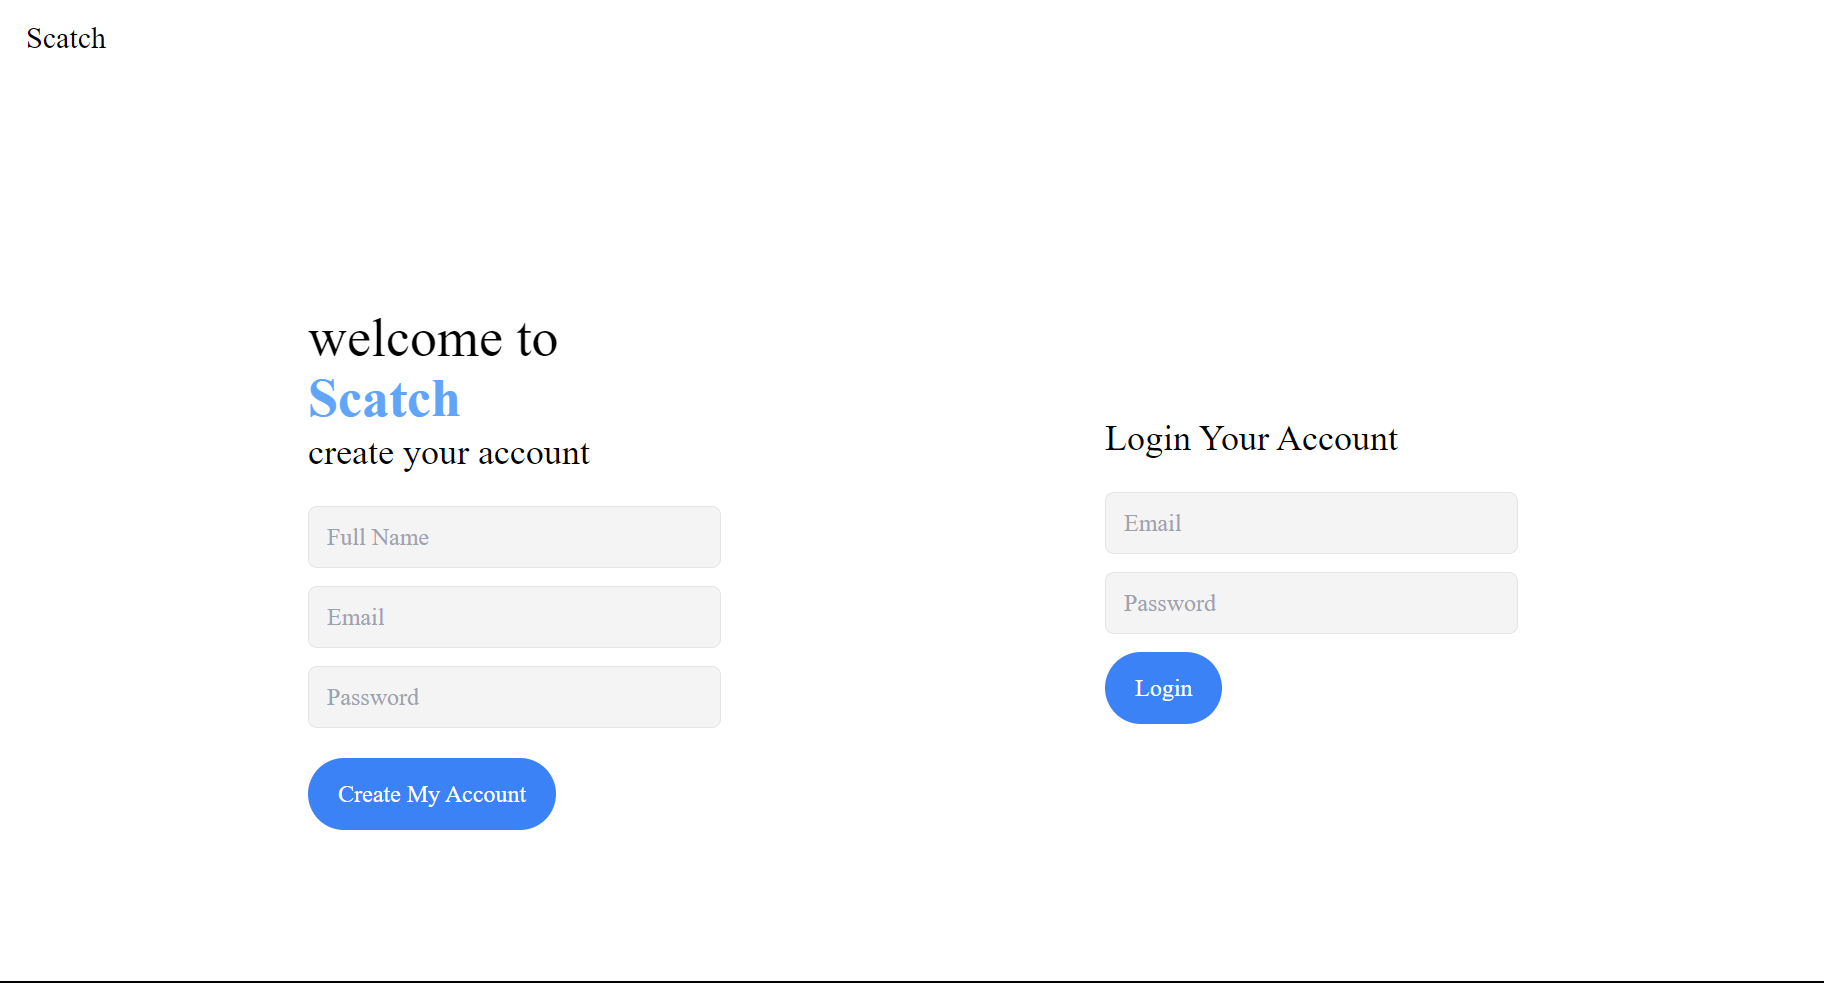 Scatch
welcome to
Scatch
create your account
Full Name
Email
Password
Create My Account
Login Your Account
Email
Password
Login